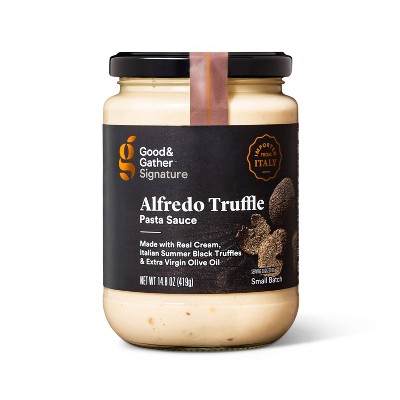 Good&
Gather
Signature
IMPORTED
FROM
ITALY
Alfredo Truffle
Pasta Sauce
Made with Real Cream,
Italian Summer Black Truffles
& Extra Virgin Olive Oil
NET WT 14.8 OZ (419g)
Small Batch